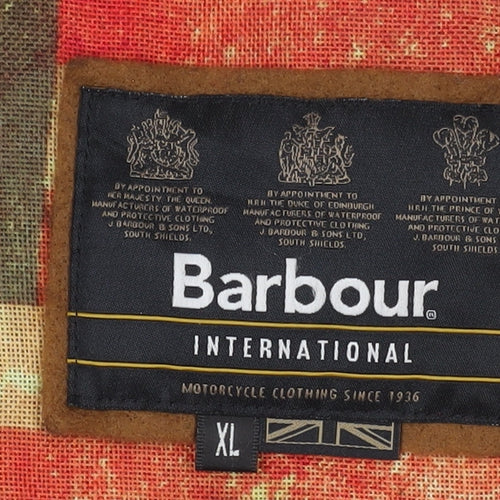 BY APPOINTMENT TO
HER MAJESTY THE QUEEN
MANUFACTURERS OF WATERPROOF
AND PROTECTIVE CLOTHING
J. BARBOUR & SONS LTD,
SOUTH SHIELDS.
BY APPOINTMENT TO
H.R.H. THE DUKE OF EDINBURGH
MANUFACTURERS OF WATERPROOF
AND PROTECTIVE CLOTHING
J. BARBOUR & SONS LTD,
SOUTH SHIELDS.
BY APPOINTMENT TO
H.R.H. THE PRINCE OF
MANUFACTURERS OF
AND PROTECTIVE
J. BARBOUR & SONS
SOUTH SHIELDS.
Barbour®
INTERNATIONAL
MOTORCYCLE CLOTHING SINCE 1936
XL